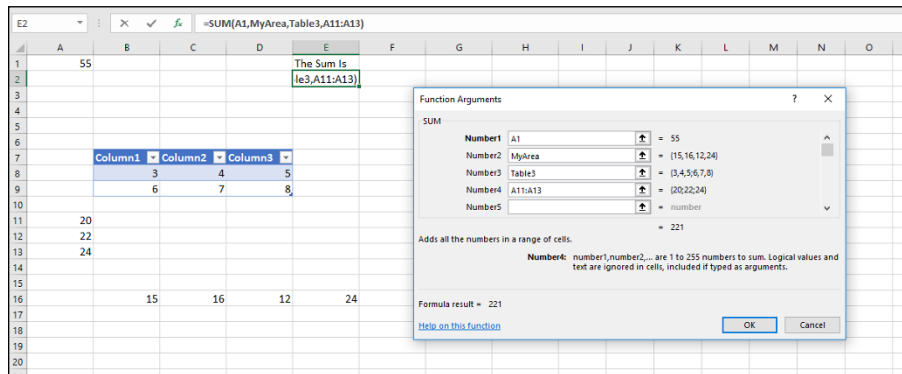 E2 fx =SUM(A1,MyArea,Table3,A11:A13)
A B C D E F G H I J K L M N O
1 55 The Sum Is
2 le3,A11:A13)
3
4
5
6
7 Column1 Column2 Column3
8 3 4 5
9 6 7 8
10
11 20
12 22
13 24
14
15
16 15 16 12 24
17
18
19
20
Function Arguments ? ×
SUM
Number1 A1 = 55
Number2 MyArea = {15,16,12,24}
Number3 Table3 = {3,4,5;6,7,8}
Number4 A11:A13 = {20;22;24}
Number5 = number
= 221
Adds all the numbers in a range of cells.
Number4: number1,number2,... are 1 to 255 numbers to sum. Logical values and
text are ignored in cells, included if typed as arguments.
Formula result = 221
Help on this function OK Cancel